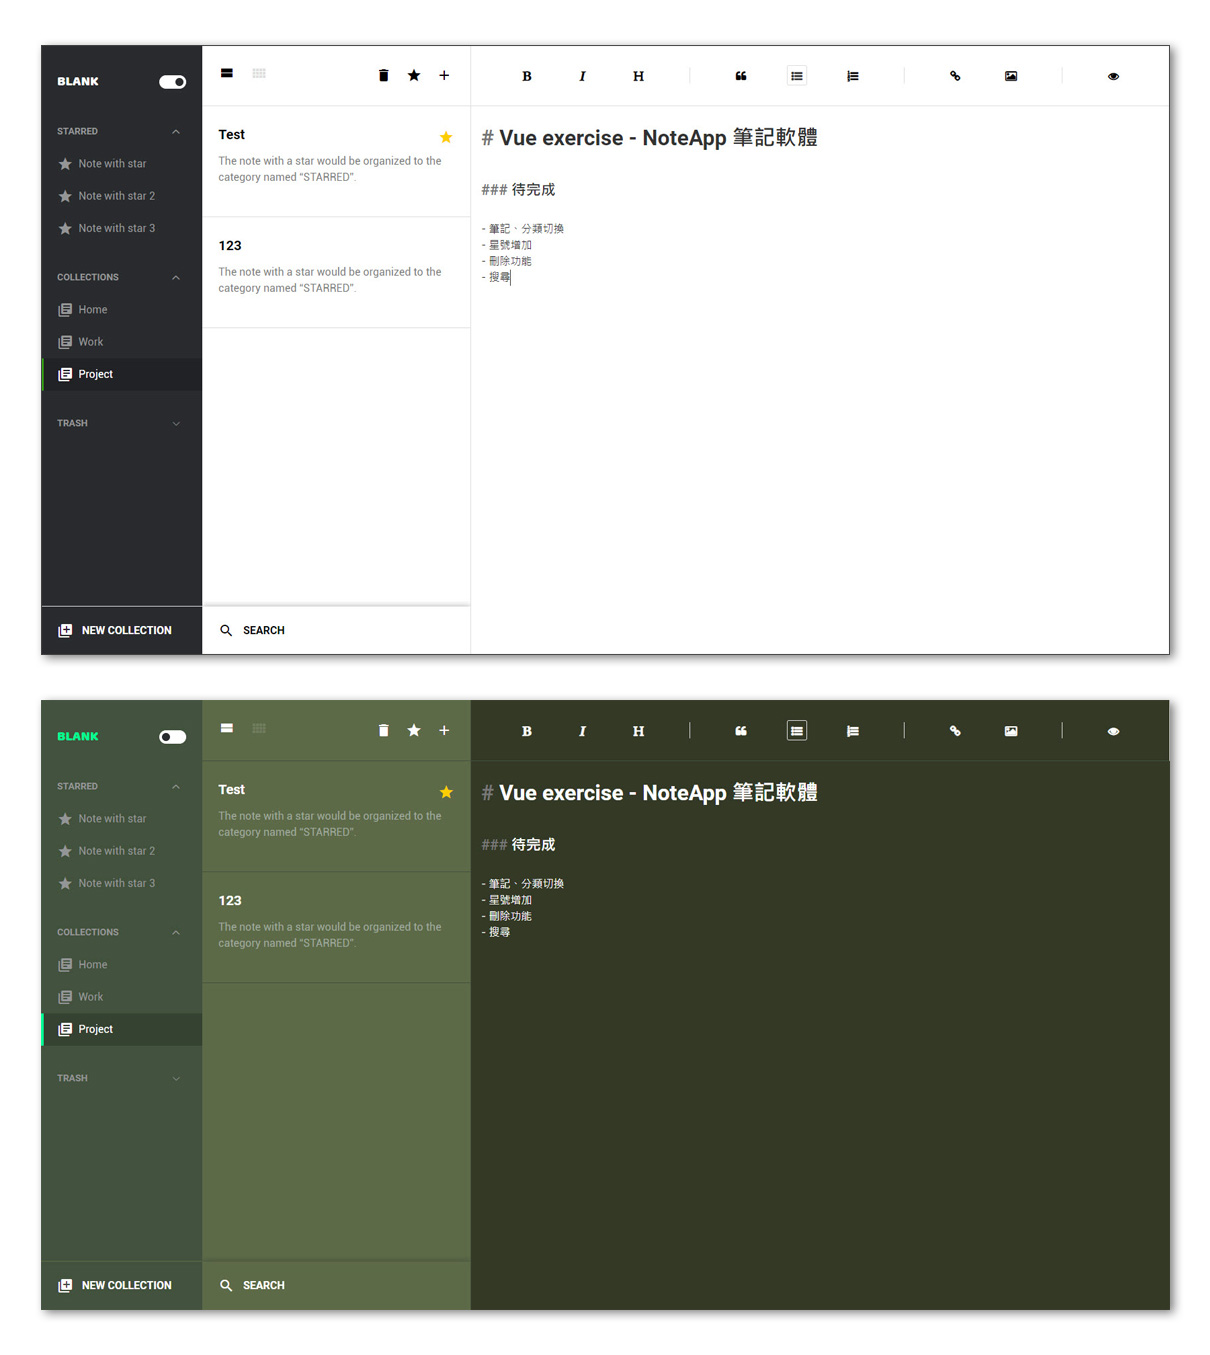 BLANK
STARRED
Note with star
Note with star 2
Note with star 3
COLLECTIONS
Home
Work
Project
TRASH
NEW COLLECTION
Test
The note with a star would be organized to the
category named "STARRED".
123
The note with a star would be organized to the
category named "STARRED".
SEARCH
B I H
# Vue exercise - NoteApp 筆記軟體
### 待完成
- 筆記、分類切換
- 星號增加
- 刪除功能
- 搜尋
BLANK
STARRED
Note with star
Note with star 2
Note with star 3
COLLECTIONS
Home
Work
Project
TRASH
NEW COLLECTION
Test
The note with a star would be organized to the
category named "STARRED".
123
The note with a star would be organized to the
category named "STARRED".
SEARCH
B I H
# Vue exercise - NoteApp 筆記軟體
### 待完成
- 筆記、分類切換
- 星號增加
- 刪除功能
- 搜尋